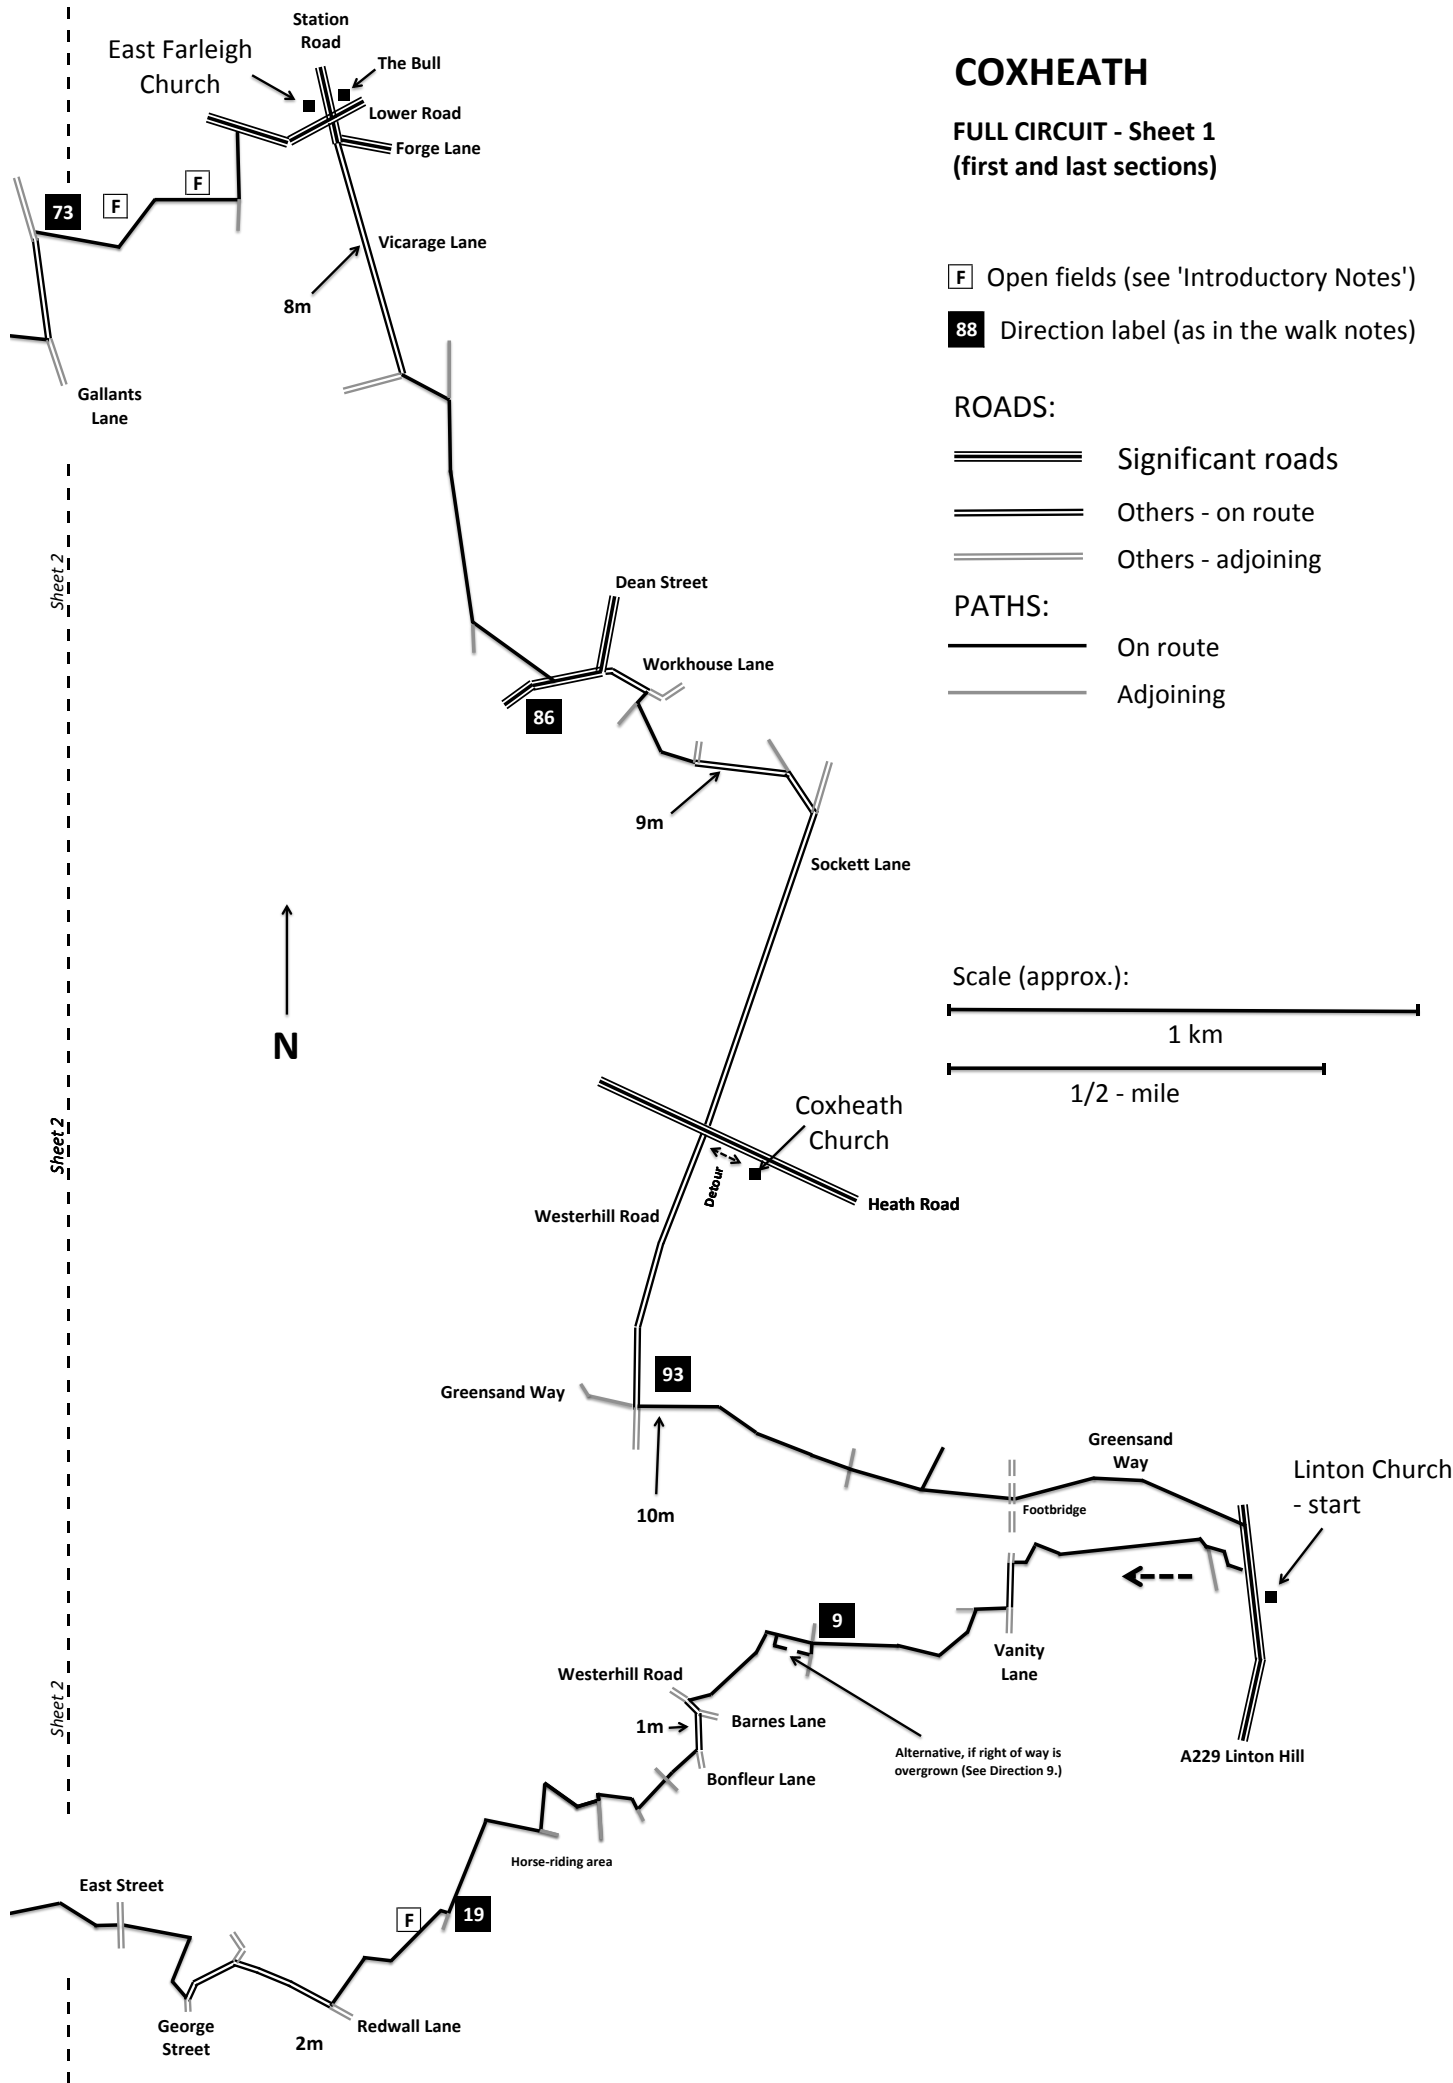 COXHEATH
FULL CIRCUIT - Sheet 1
(first and last sections)
F Open fields (see 'Introductory Notes')
88 Direction label (as in the walk notes)
ROADS:
Significant roads
Others - on route
Others - adjoining
PATHS:
On route
Adjoining
Scale (approx.):
1 km
1/2 - mile
Station
Road
East Farleigh
Church
The Bull
Lower Road
Forge Lane
F
F
73
Vicarage Lane
8m
Gallants
Lane
Sheet 2
Dean Street
Workhouse Lane
86
9m
Sockett Lane
N
Sheet 2
Coxheath
Church
Detour
Heath Road
Westerhill Road
93
Greensand Way
10m
Greensand
Way
Footbridge
Linton Church
- start
9
Vanity
Lane
Westerhill Road
1m
Barnes Lane
Alternative, if right of way is
overgrown (See Direction 9.)
A229 Linton Hill
Bonfleur Lane
Sheet 2
Horse-riding area
East Street
F
19
George
Street
2m
Redwall Lane